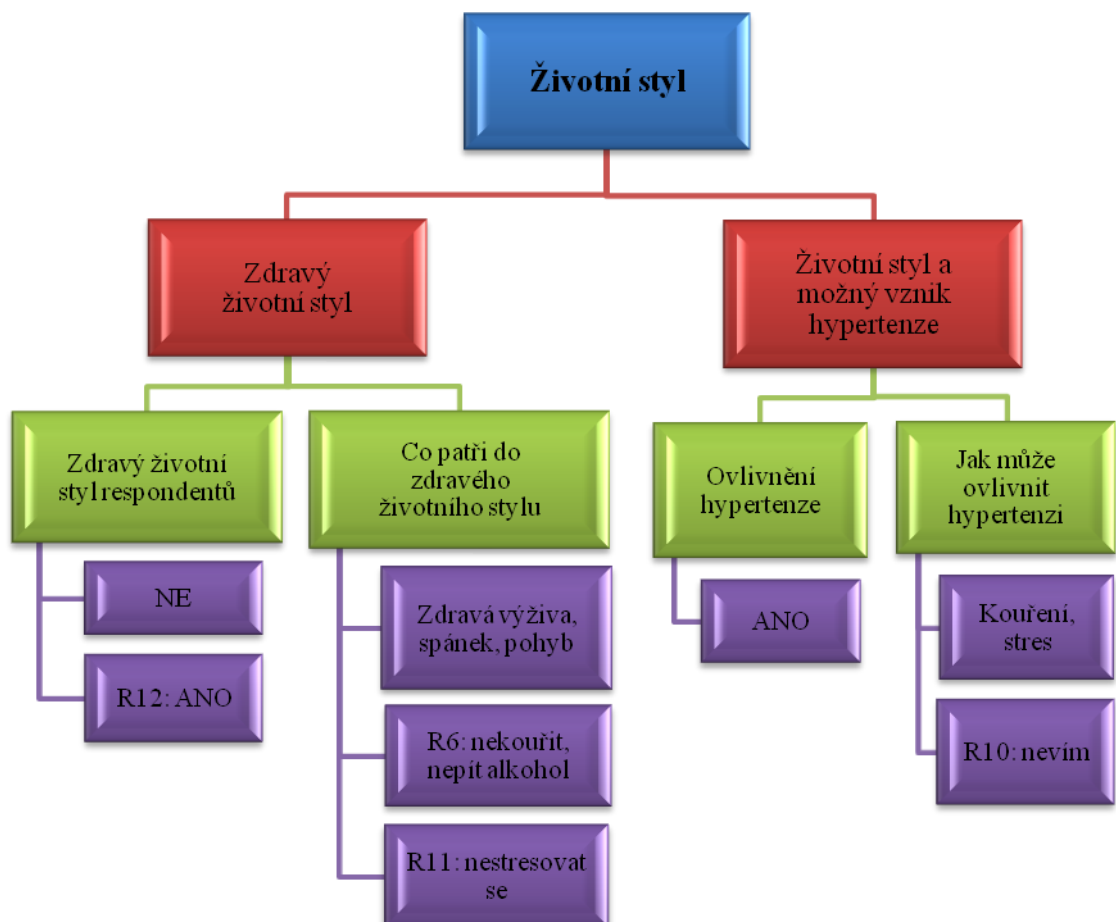 Životní styl
Zdravý
životní styl
Životní styl a
možný vznik
hypertenze
Zdravý životní
styl respondentů
Co patři do
zdravého
životního stylu
Ovlivnění
hypertenze
Jak může
ovlivnit
hypertenzi
NE
R12: ANO
Zdravá výživa,
spánek, pohyb
R6: nekouřit,
nepít alkohol
R11: nestresovat
se
ANO
Kouření,
stres
R10: nevím